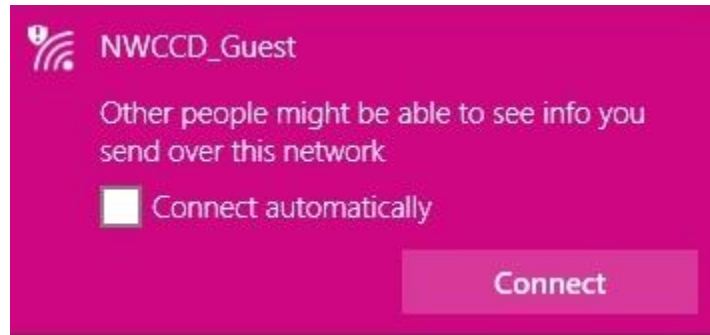 NWCCD_Guest
Other people might be able to see info you
send over this network
Connect automatically
Connect